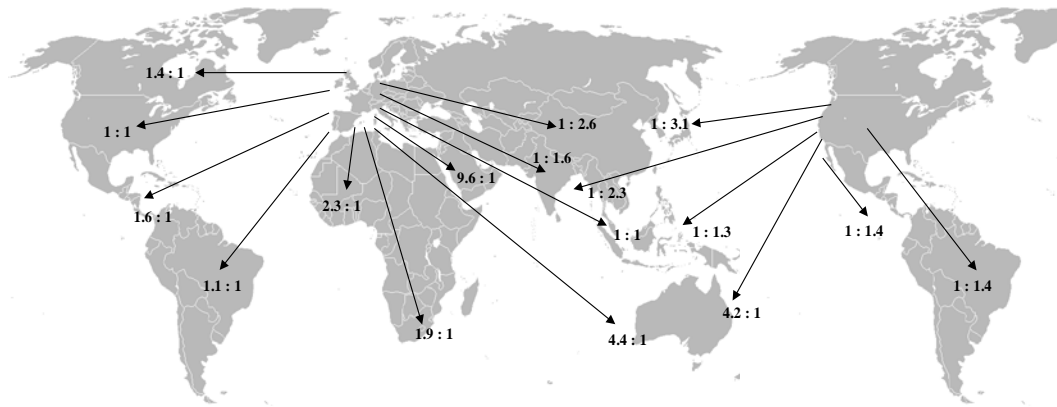 1.4 : 1
1 : 1
1 : 2.6
1 : 3.1
1 : 1.6
9.6 : 1
1 : 2.3
2.3 : 1
1.6 : 1
1 : 1
1 : 1.3
1 : 1.4
1.1 : 1
1 : 1.4
4.2 : 1
1.9 : 1
4.4 : 1